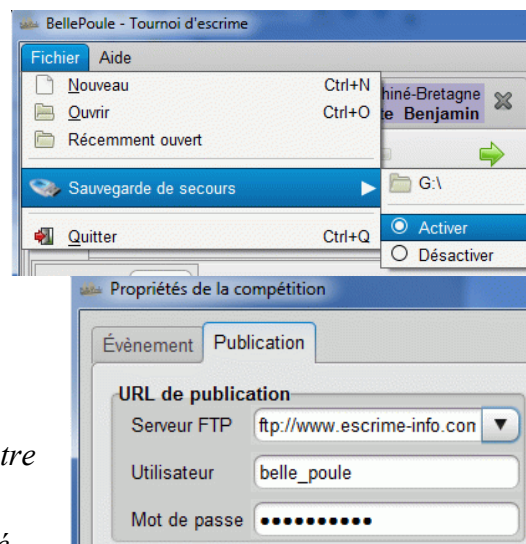 BellePoule - Tournoi d'escrime
Fichier Aide
Nouveau Ctrl+N
Ouvrir Ctrl+O
Récemment ouvert
hiné-Bretagne
te Benjamin
Sauvegarde de secours
G:\
Activer
Désactiver
Quitter Ctrl+Q
Propriétés de la compétition
Évènement Publication
URL de publication
Serveur FTP ftp://www.escrime-info.con
tre
Utilisateur belle_poule
Mot de passe ••••••••••
é